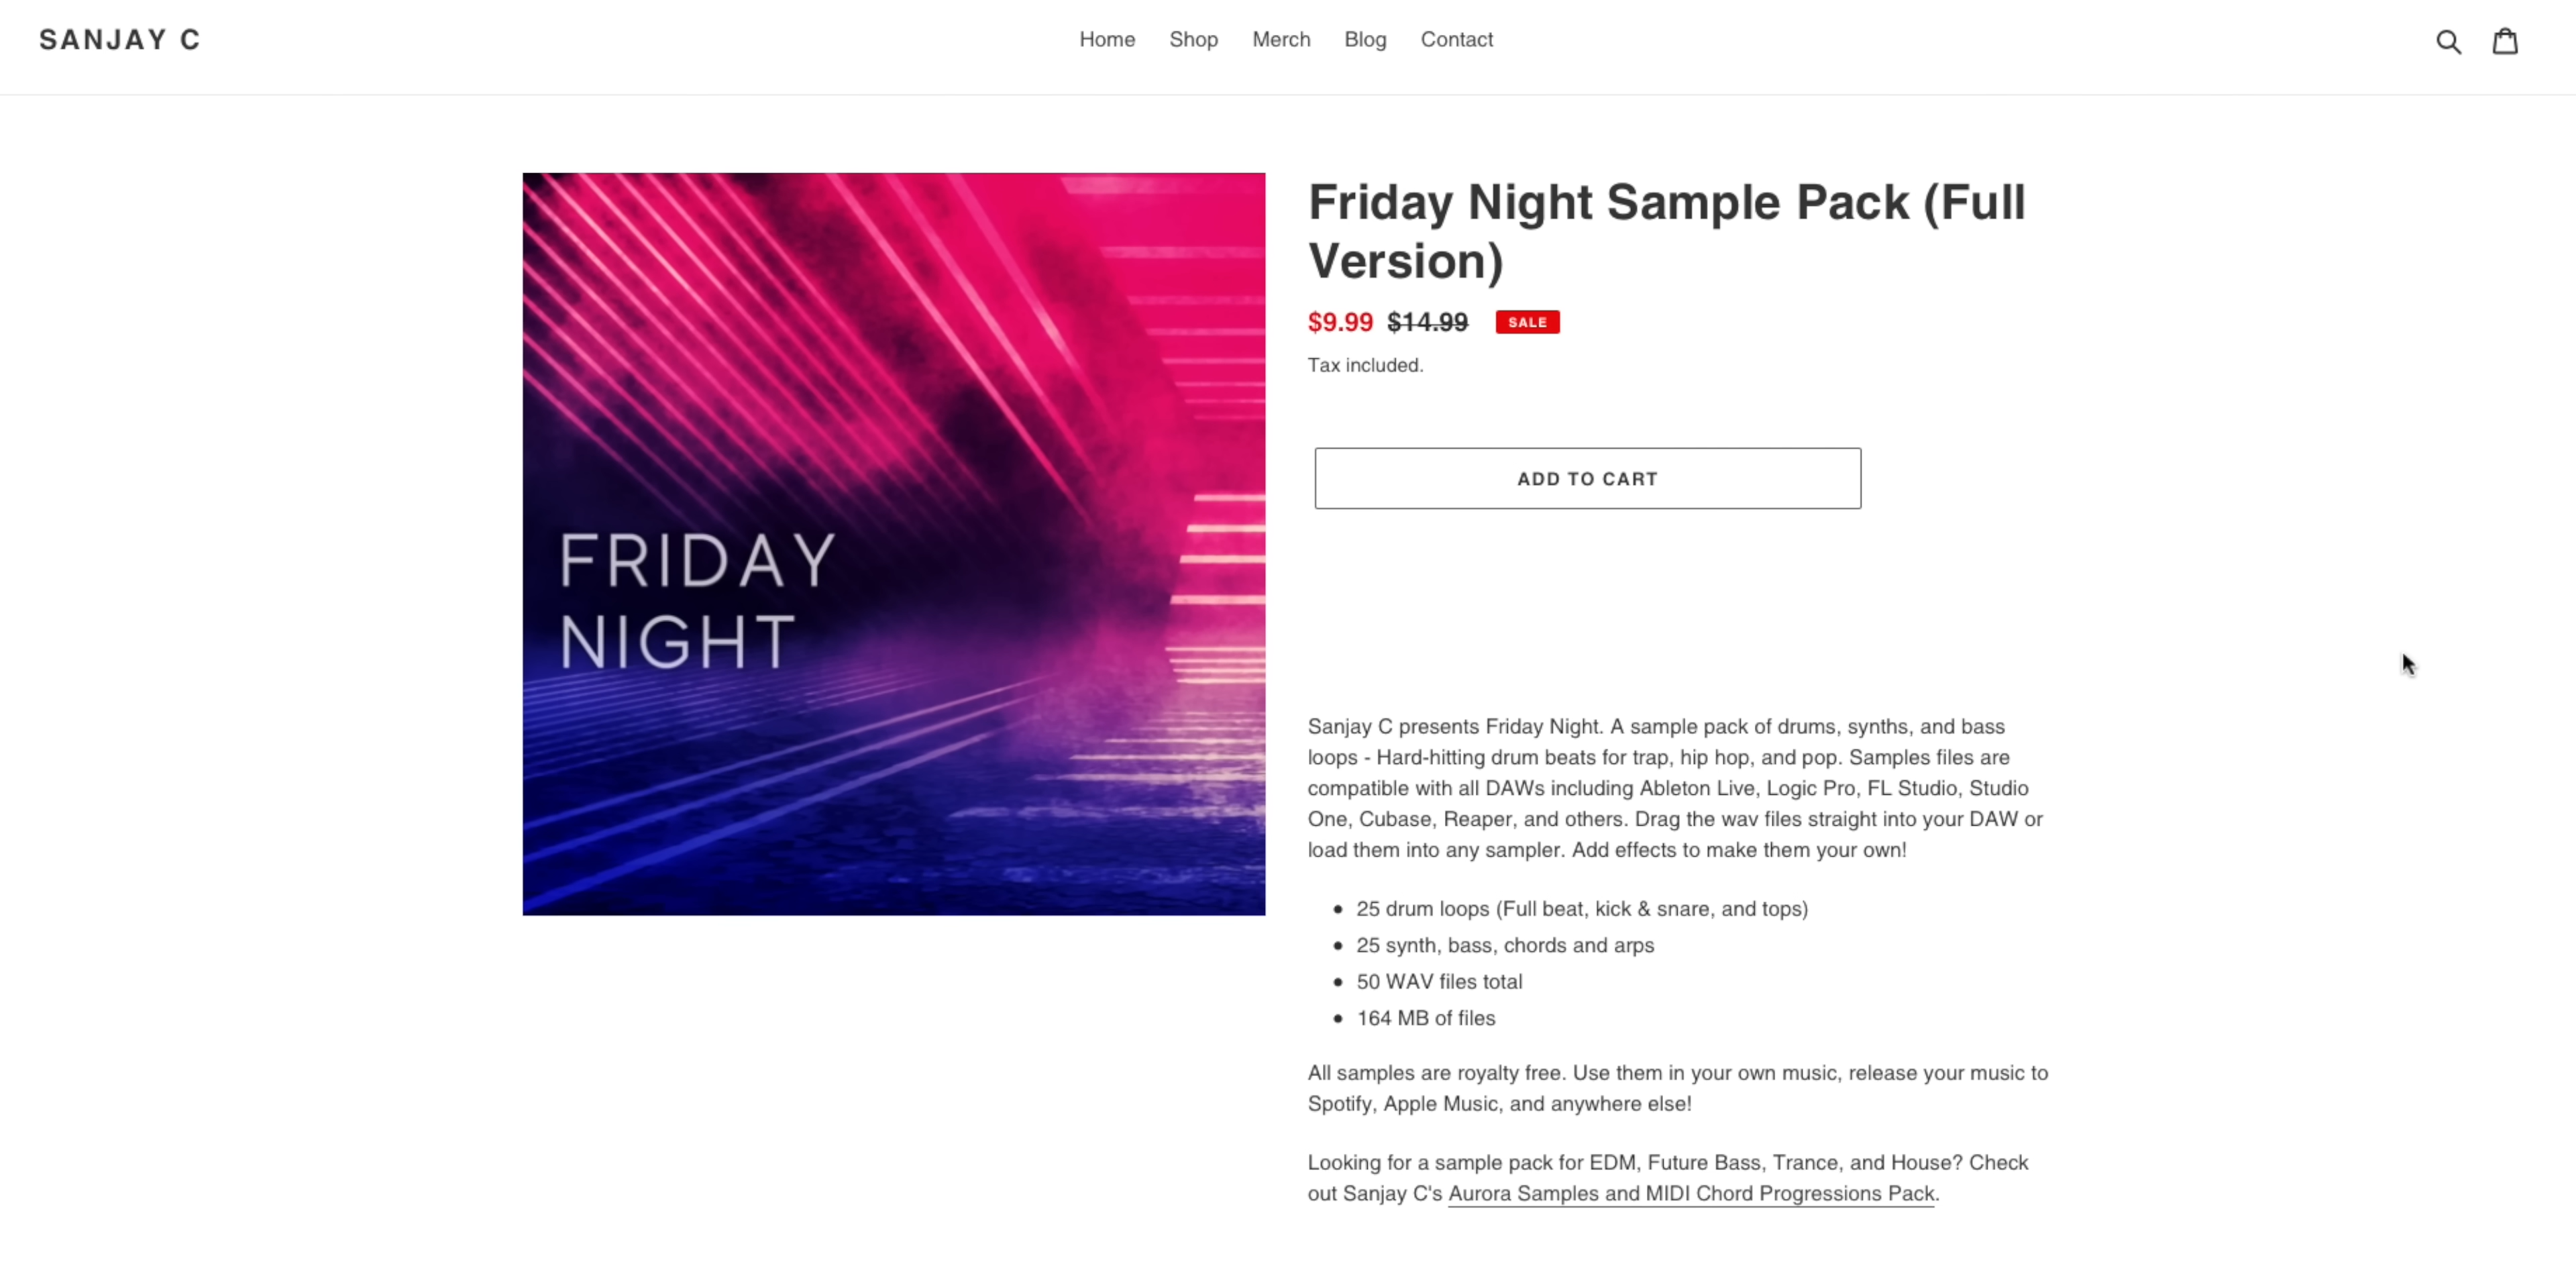 SANJAY C
Home Shop Merch Blog Contact
FRIDAY
NIGHT
Friday Night Sample Pack (Full
Version)
$9.99 $14.99 SALE
Tax included.
ADD TO CART
Sanjay C presents Friday Night. A sample pack of drums, synths, and bass
loops - Hard-hitting drum beats for trap, hip hop, and pop. Samples files are
compatible with all DAWs including Ableton Live, Logic Pro, FL Studio, Studio
One, Cubase, Reaper, and others. Drag the wav files straight into your DAW or
load them into any sampler. Add effects to make them your own!
• 25 drum loops (Full beat, kick & snare, and tops)
• 25 synth, bass, chords and arps
• 50 WAV files total
• 164 MB of files
All samples are royalty free. Use them in your own music, release your music to
Spotify, Apple Music, and anywhere else!
Looking for a sample pack for EDM, Future Bass, Trance, and House? Check
out Sanjay C's Aurora Samples and MIDI Chord Progressions Pack.